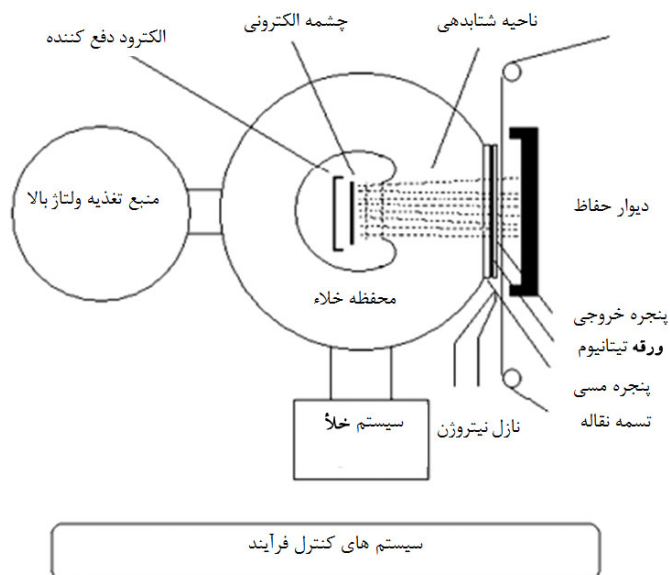 ناحیه شتابدهی
چشمه الکترونی
الکترود دفع کننده
منبع تغذیه ولتاژ بالا
دیوار حفاظ
محفظه خلاء
پنجره خروجی
ورقه تیتانیوم
پنجره مسی
تسمه نقاله
نازل نیتروژن
سیستم خلأ
سیستم های کنترل فرآیند